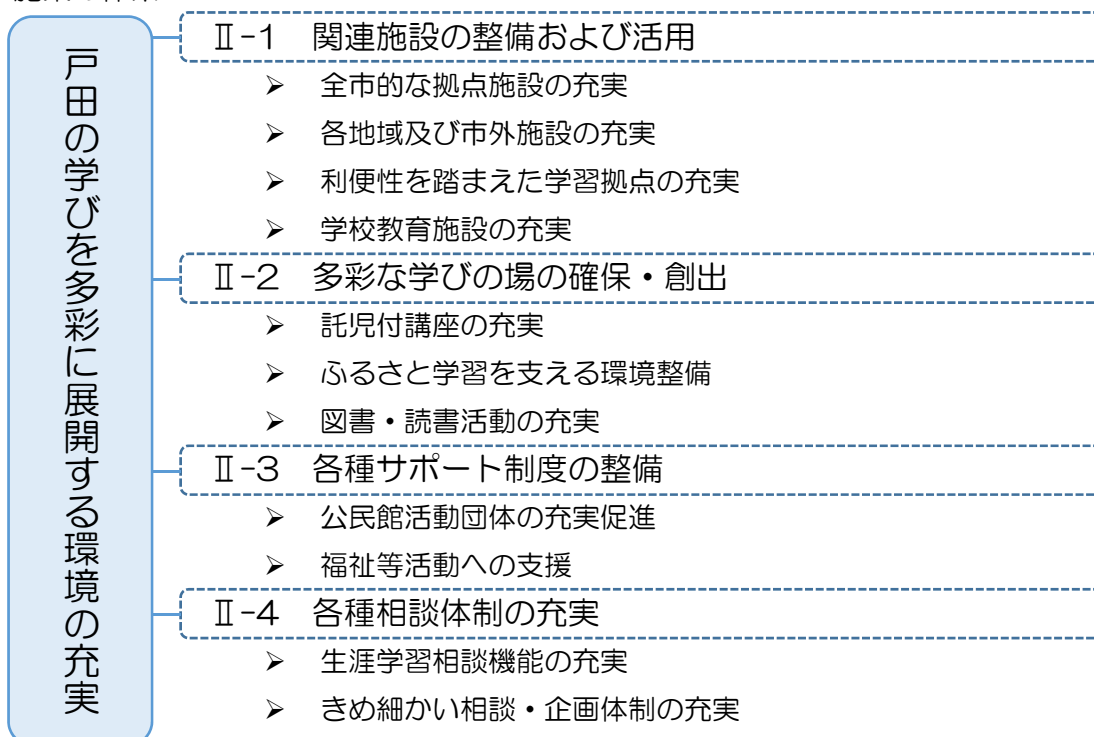 戸田の学びを多彩に展開する環境の充実
Ⅱ-1 関連施設の整備および活用
➢ 全市的な拠点施設の充実
➢ 各地域及び市外施設の充実
➢ 利便性を踏まえた学習拠点の充実
➢ 学校教育施設の充実
Ⅱ-2 多彩な学びの場の確保・創出
➢ 託児付講座の充実
➢ ふるさと学習を支える環境整備
➢ 図書・読書活動の充実
Ⅱ-3 各種サポート制度の整備
➢ 公民館活動団体の充実促進
➢ 福祉等活動への支援
Ⅱ-4 各種相談体制の充実
➢ 生涯学習相談機能の充実
➢ きめ細かい相談・企画体制の充実